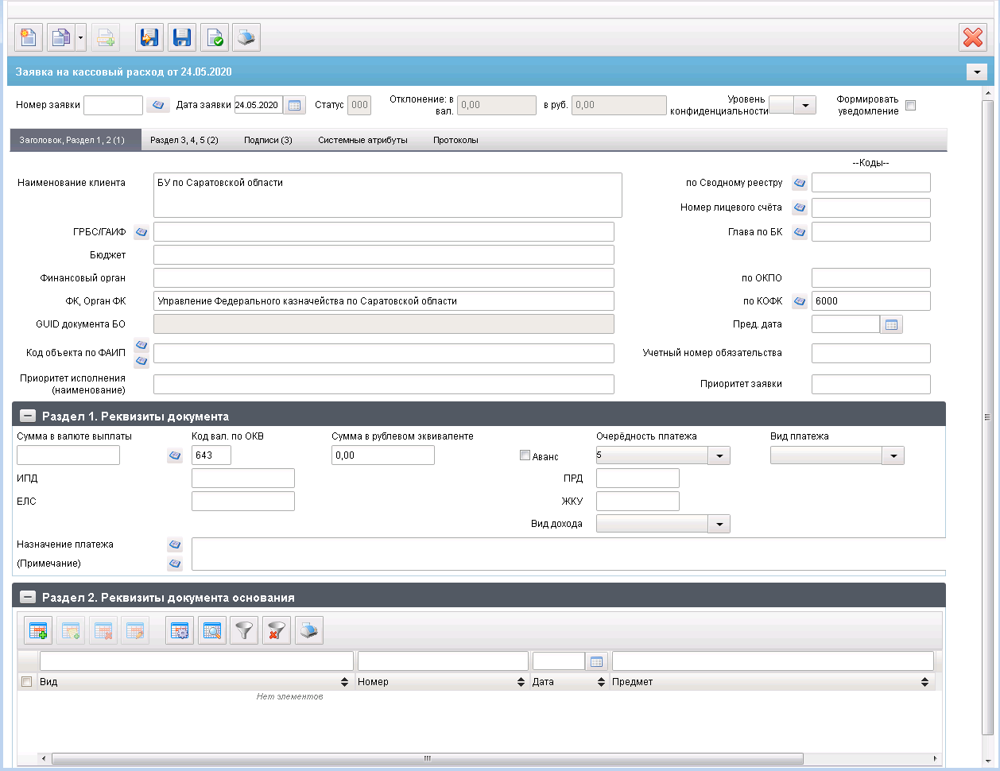 Заявка на кассовый расход от 24.05.2020
Номер заявки Дата заявки 24.05.2020 Статус 000 Отклонение: в вал. 0,00 в руб. 0,00 Уровень конфиденциальности Формировать уведомление
Заголовок, Раздел 1, 2 (1) Раздел 3, 4, 5 (2) Подписи (3) Системные атрибуты Протоколы
--Коды--
Наименование клиента БУ по Саратовской области по Сводному реестру
Номер лицевого счёта
ГРБС/ГАИФ Глава по БК
Бюджет
Финансовый орган по ОКПО
ФК, Орган ФК Управление Федерального казначейства по Саратовской области по КОФК 6000
GUID документа БО Пред. дата
Код объекта по ФАИП Учетный номер обязательства
Приоритет исполнения (наименование) Приоритет заявки
Раздел 1. Реквизиты документа
Сумма в валюте выплаты Код вал. по ОКВ Сумма в рублевом эквиваленте Очерёдность платежа Вид платежа
643 0,00 Аванс 5
ИПД ПРД
ЕЛС ЖКУ
Вид дохода
Назначение платежа
(Примечание)
Раздел 2. Реквизиты документа основания
Вид Номер Дата Предмет
Нет элементов